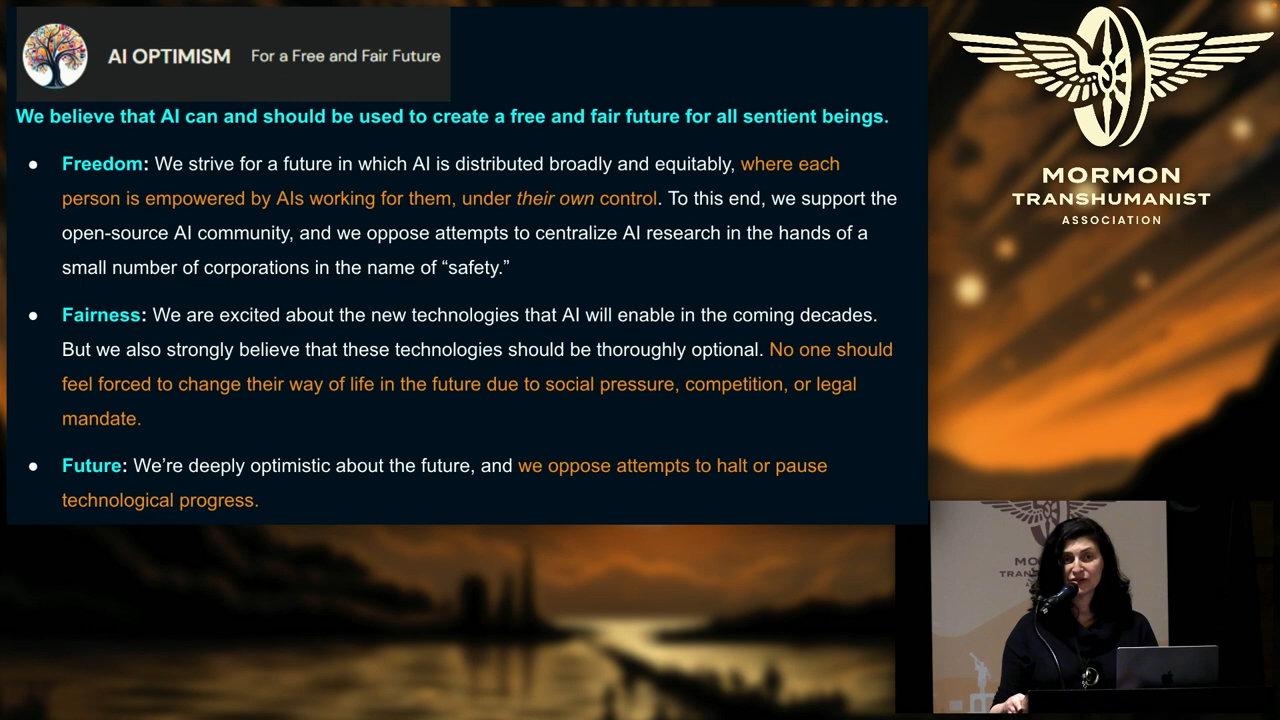 AI OPTIMISM For a Free and Fair Future
We believe that AI can and should be used to create a free and fair future for all sentient beings.
● Freedom: We strive for a future in which AI is distributed broadly and equitably, where each
person is empowered by AIs working for them, under their own control. To this end, we support the
open-source AI community, and we oppose attempts to centralize AI research in the hands of a
small number of corporations in the name of “safety.”
● Fairness: We are excited about the new technologies that AI will enable in the coming decades.
But we also strongly believe that these technologies should be thoroughly optional. No one should
feel forced to change their way of life in the future due to social pressure, competition, or legal
mandate.
● Future: We’re deeply optimistic about the future, and we oppose attempts to halt or pause
technological progress.
MORMON
TRANSHUMANIST
ASSOCIATION
MO
TRAN